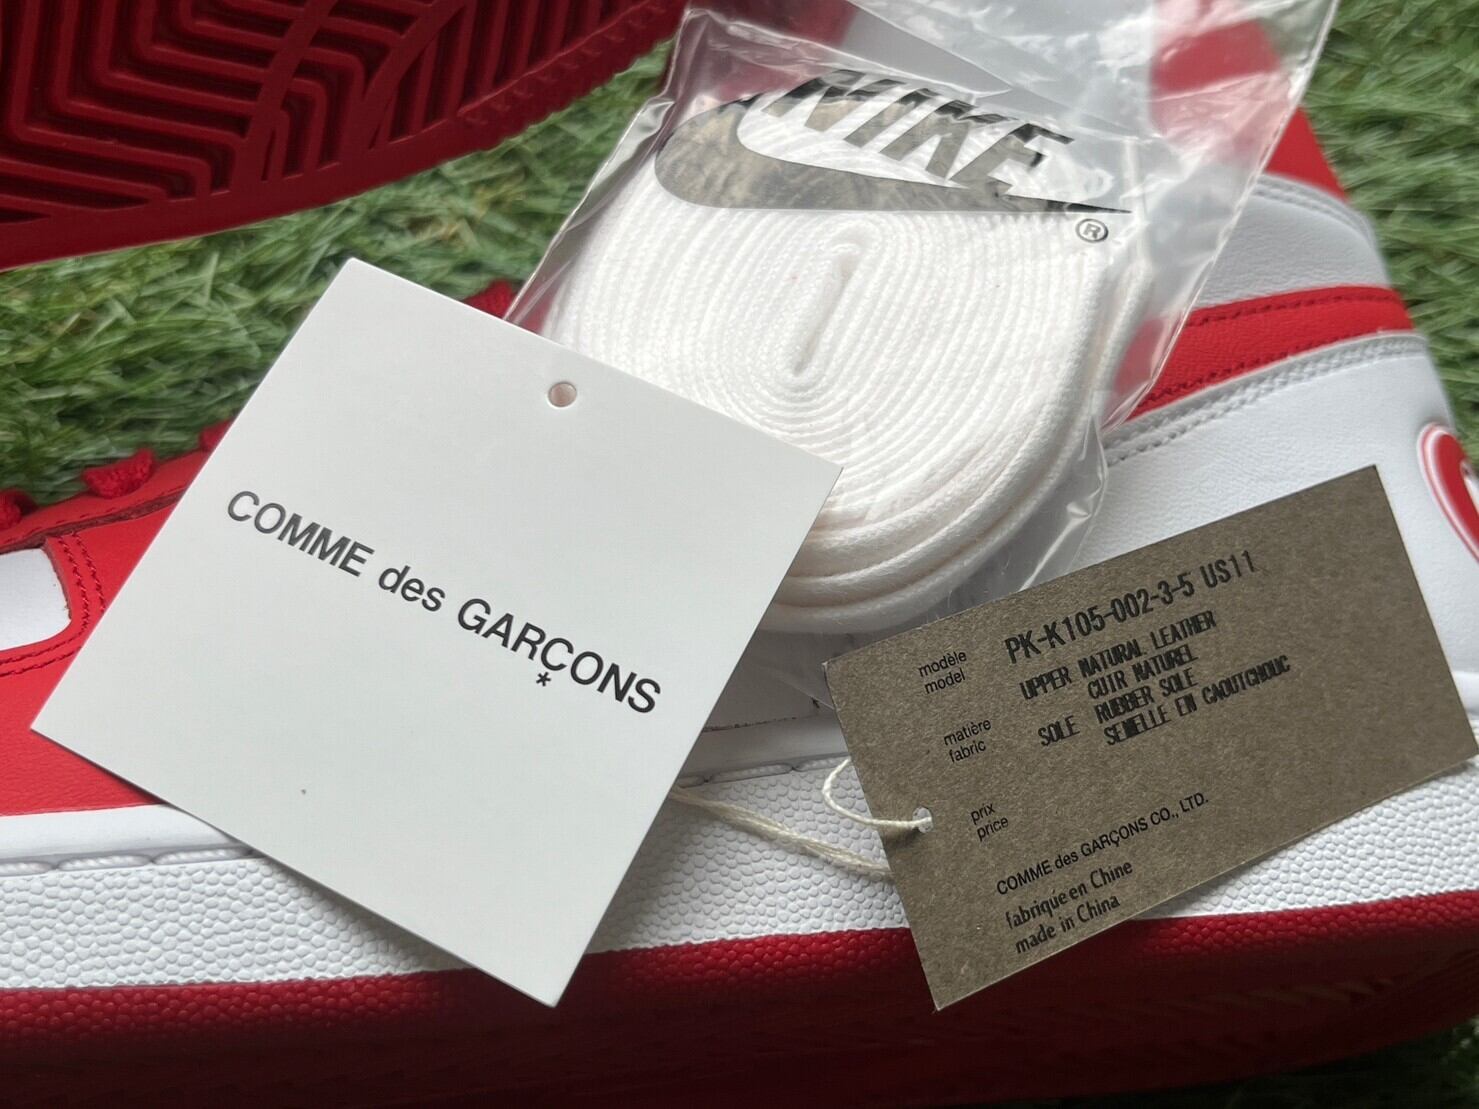 NIKE
®
COMME des GARÇONS
*
modèle
model
PK-K105-002-3-5 US11
UPPER NATURAL LEATHER
CUIR NATUREL
matière
fabric
SOLE RUBBER SOLE
SEMELLE EN CAOUTCHOUC
prix
price
COMME des GARÇONS CO., LTD.
fabrique en Chine
made in China